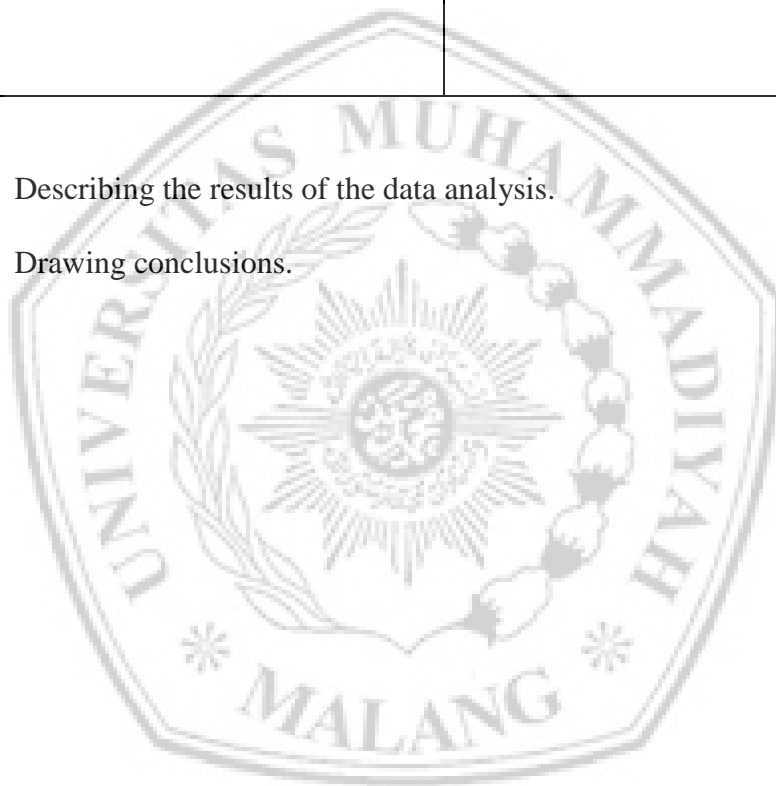 Describing the results of the data analysis.
Drawing conclusions.
UNIVERSITAS MUHAMMADIYAH
* MALANG *